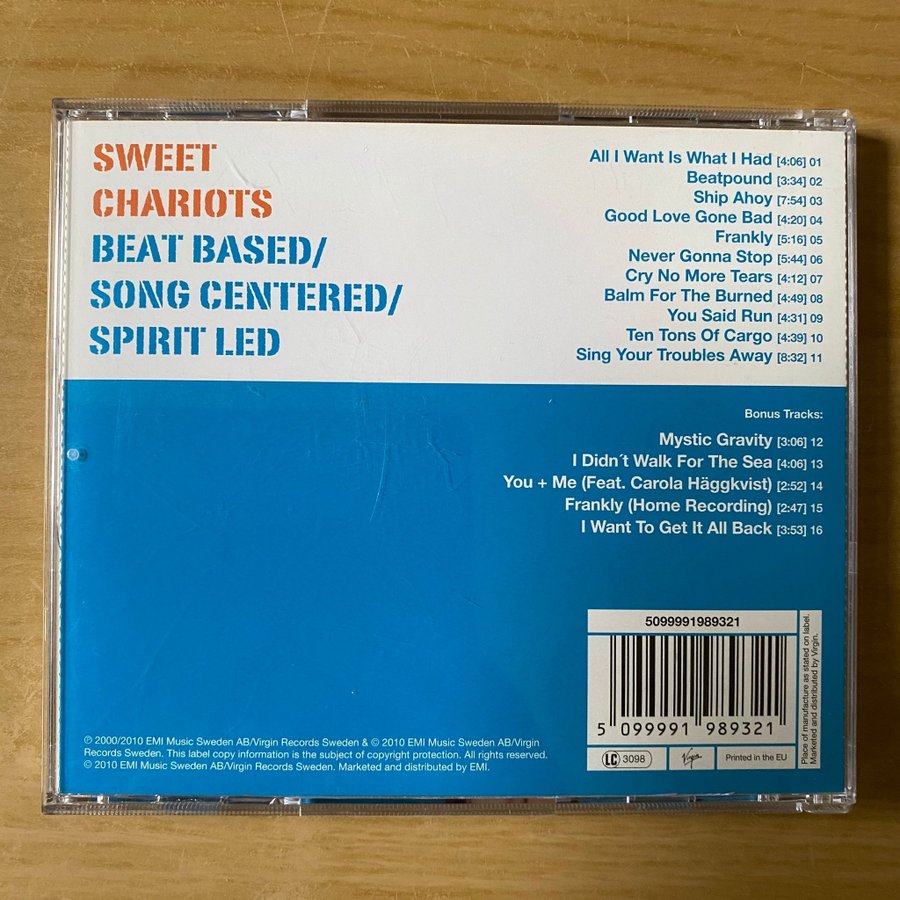 SWEET
CHARIOTS
BEAT BASED/
SONG CENTERED/
SPIRIT LED
All I Want Is What I Had [4:06] 01
Beatpound [3:34] 02
Ship Ahoy [7:54] 03
Good Love Gone Bad [4:20] 04
Frankly [5:16] 05
Never Gonna Stop [5:44] 06
Cry No More Tears [4:12] 07
Balm For The Burned [4:49] 08
You Said Run [4:31] 09
Ten Tons Of Cargo [4:39] 10
Sing Your Troubles Away [8:32] 11
Bonus Tracks:
Mystic Gravity [3:06] 12
I Didn´t Walk For The Sea [4:06] 13
You + Me (Feat. Carola Häggkvist) [2:52] 14
Frankly (Home Recording) [2:47] 15
I Want To Get It All Back [3:53] 16
℗ 2000/2010 EMI Music Sweden AB/Virgin Records Sweden & © 2010 EMI Music Sweden AB/Virgin
Records Sweden. This label copy information is the subject of copyright protection. All rights reserved.
© 2010 EMI Music Sweden AB/Virgin Records Sweden. Marketed and distributed by EMI.
5099991989321
5 099991 989321
LC 3098
Virgin
Printed in the EU
Place of manufacture as stated on label.
Marketed and distributed by Virgin.